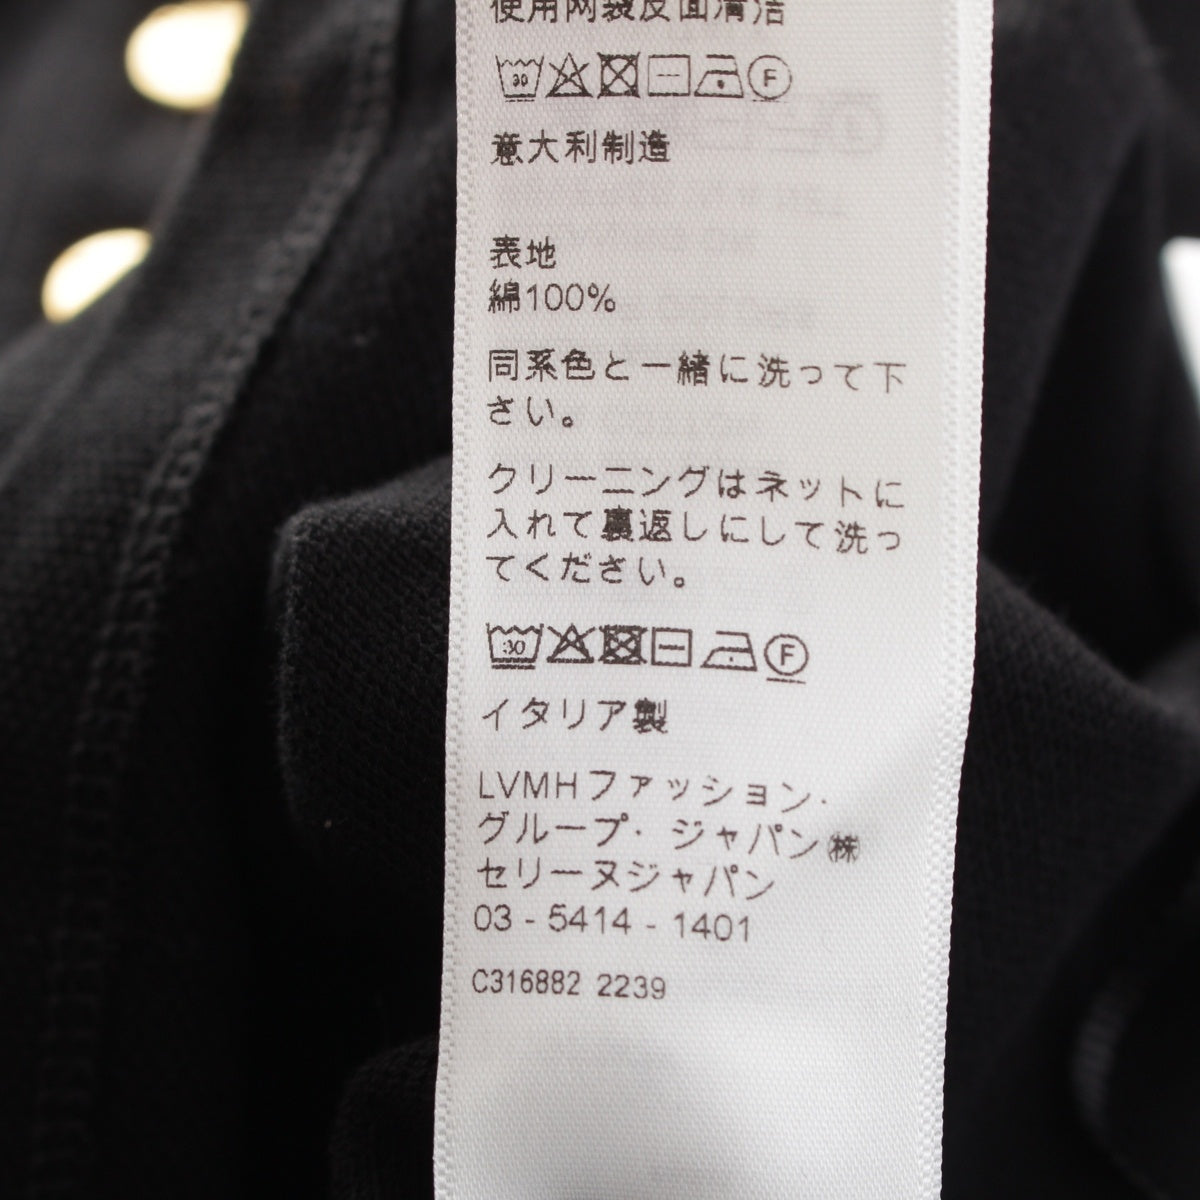 使用网袋反面清洁
30 F
意大利制造
表地
綿100%
同系色と一緒に洗って下
さい。
クリーニングはネットに
入れて裏返しにして洗っ
てください。
30 F
イタリア製
LVMHファッション・
グループ・ジャパン㈱
セリーヌジャパン
03 - 5414 - 1401
C316882 2239